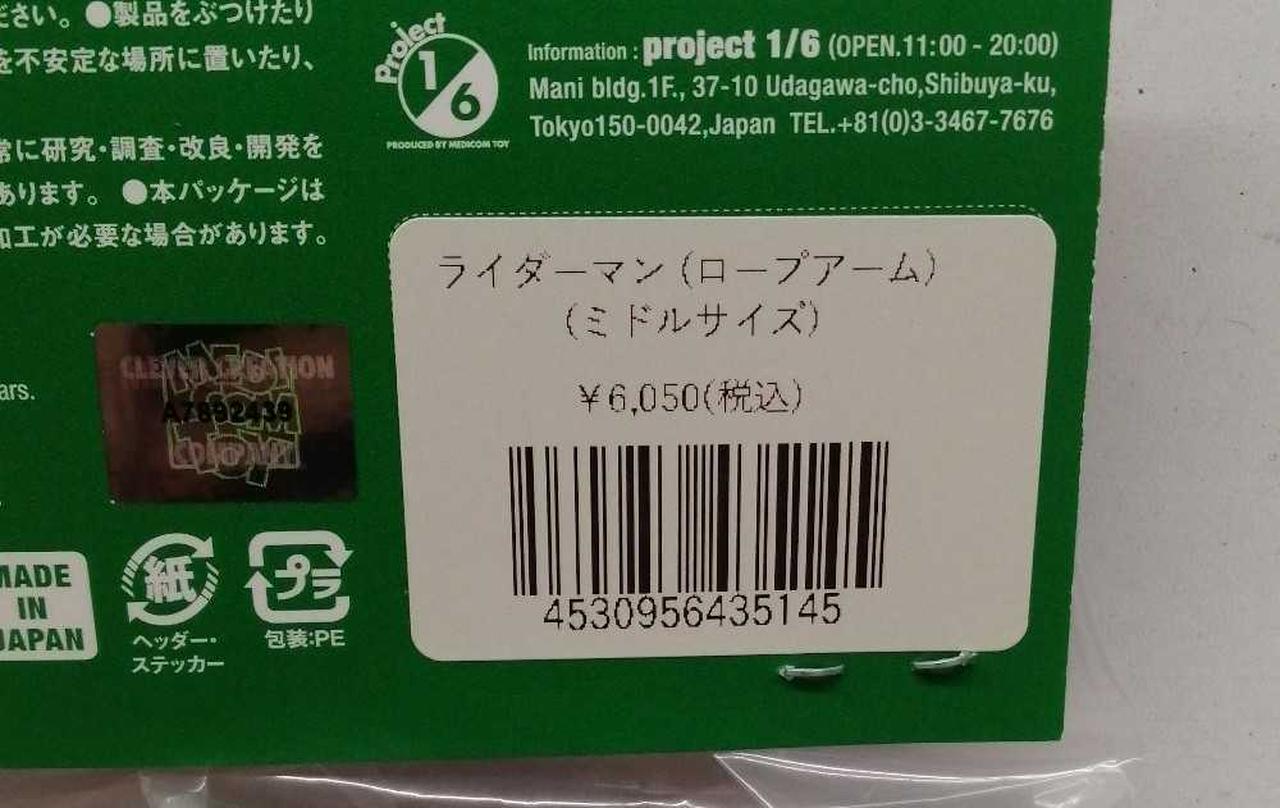 ださい。●製品をぶつけたり
を不安定な場所に置いたり、
常に研究・調査・改良・開発を
あります。●本パッケージは
加工が必要な場合があります。
Project
1/6
PRODUCED BY MEDICOM TOY
Information : project 1/6 (OPEN.11:00 - 20:00)
Mani bldg.1F., 37-10 Udagawa-cho,Shibuya-ku,
Tokyo150-0042,Japan TEL.+81(0)3-3467-7676
ライダーマン(ロープアーム)
(ミドルサイズ)
¥6,050(税込)
4530956435145
ars.
MEDI
COM
TOY
A7892439
COMPANY
MADE
IN
JAPAN
紙
ヘッダー・
ステッカー
プラ
包装:PE